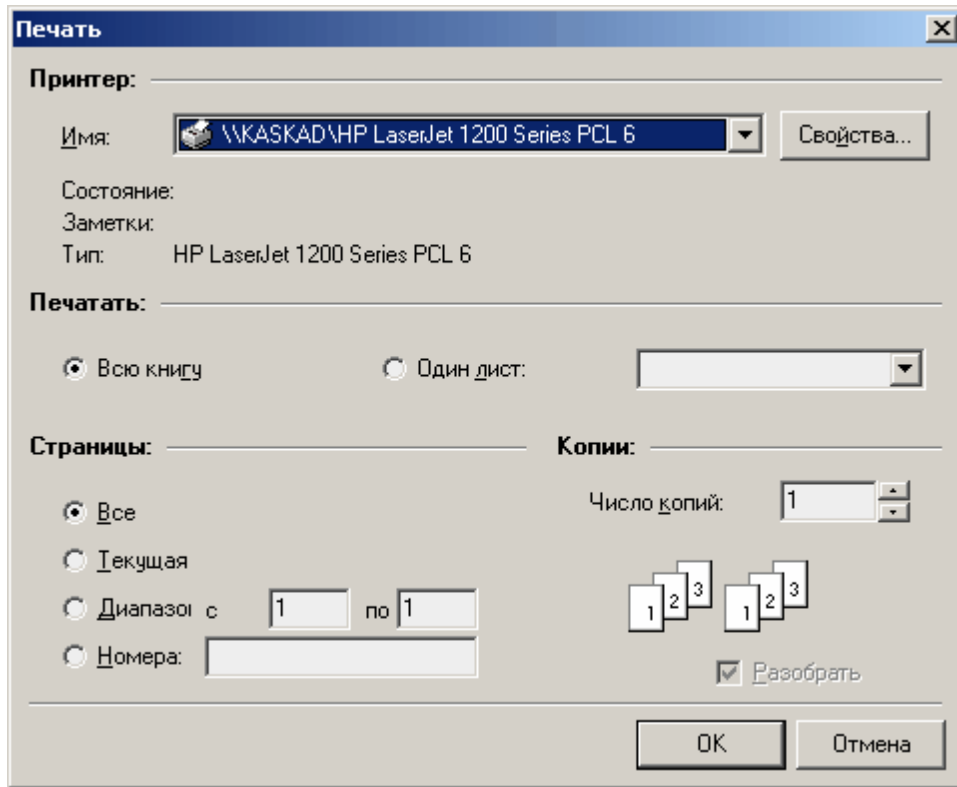 Печать
Принтер:
Имя: \\KASKAD\HP LaserJet 1200 Series PCL 6 Свойства...
Состояние:
Заметки:
Тип: HP LaserJet 1200 Series PCL 6
Печатать:
Всю книгу Один лист:
Страницы: Копии:
Число копий: 1
Все
Текущая
Диапазон с 1 по 1
1 2 3 1 2 3
Номера:
Разобрать
OK Отмена